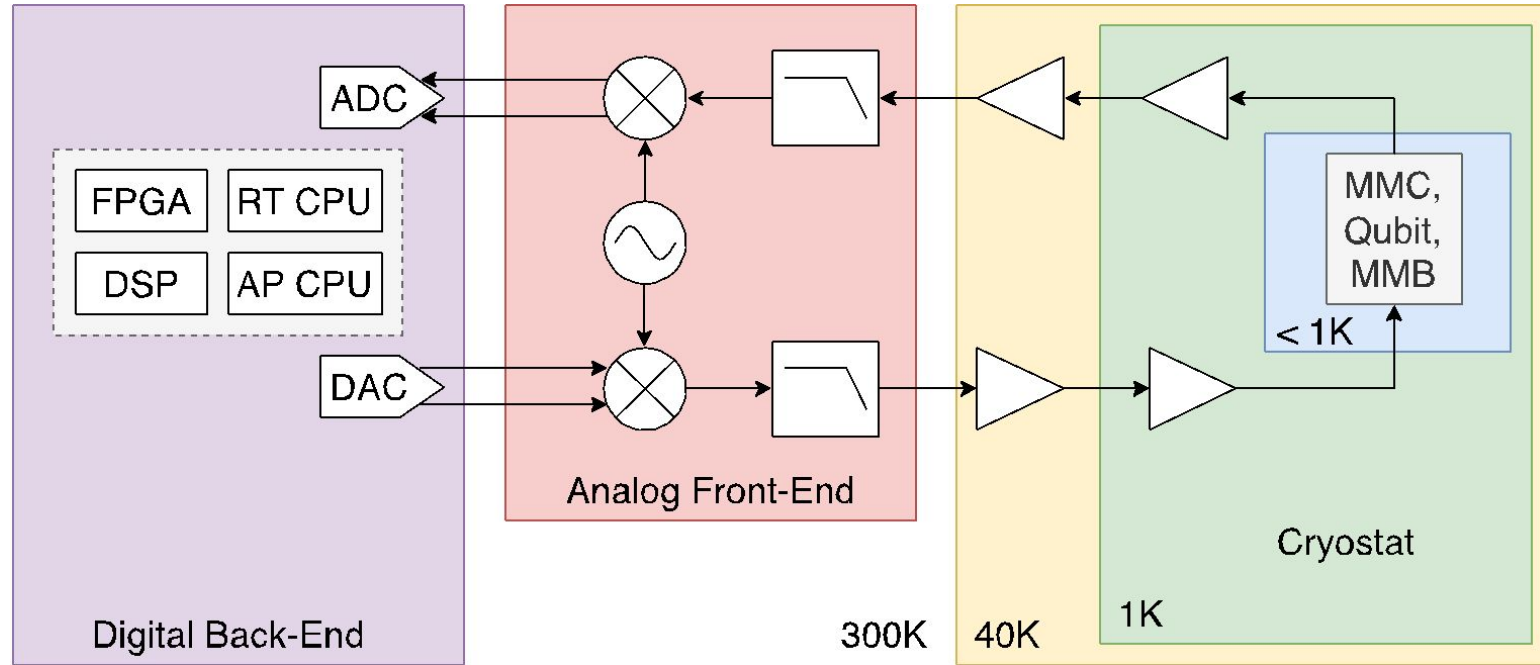 ADC
FPGA
RT CPU
DSP
AP CPU
DAC
Digital Back-End
Analog Front-End
300K
40K
1K
Cryostat
MMC,
Qubit,
MMB
< 1K